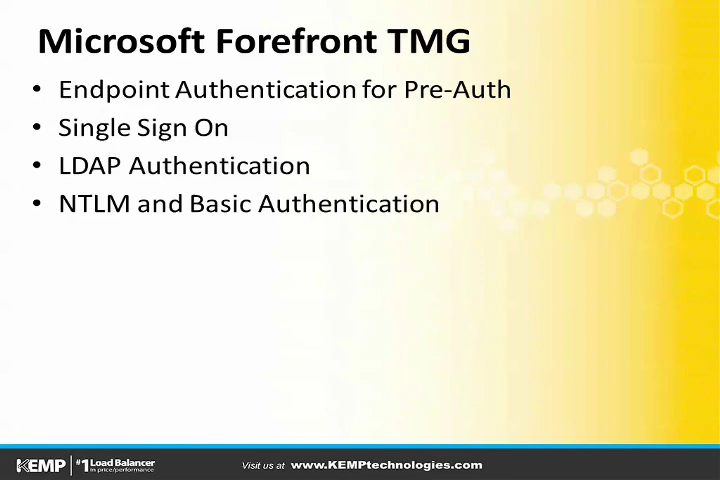 Microsoft Forefront TMG
• Endpoint Authentication for Pre-Auth
• Single Sign On
• LDAP Authentication
• NTLM and Basic Authentication
KEMP
#1 Load Balancer
in price/performance
Visit us at www.KEMPtechnologies.com